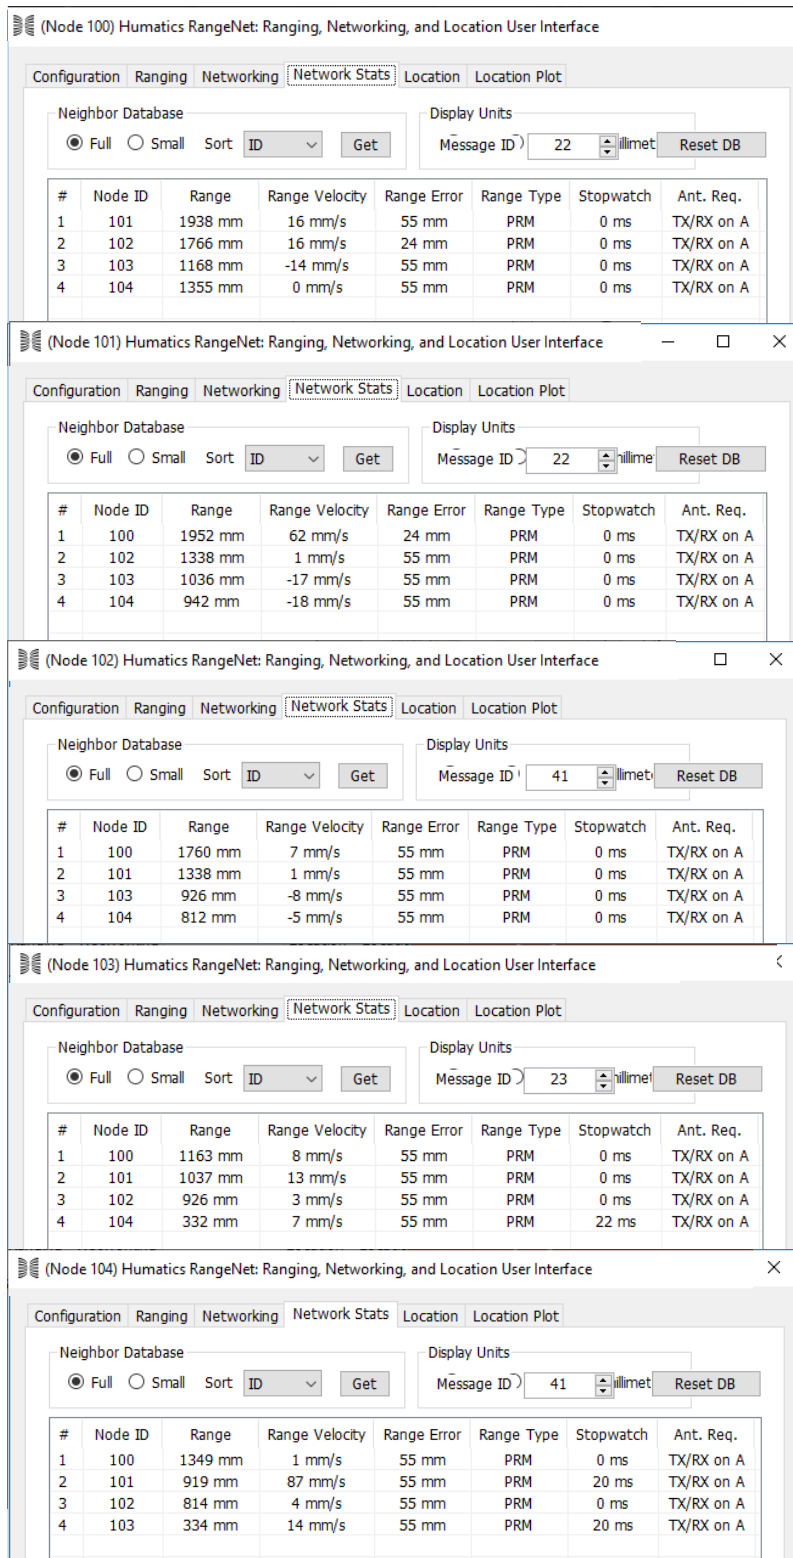 (Node 100) Humatics RangeNet: Ranging, Networking, and Location User Interface
Configuration Ranging Networking Network Stats Location Location Plot
Neighbor Database Display Units
Full Small Sort ID Get Message ID 22 illimet Reset DB
# Node ID Range Range Velocity Range Error Range Type Stopwatch Ant. Req.
1 101 1938 mm 16 mm/s 55 mm PRM 0 ms TX/RX on A
2 102 1766 mm 16 mm/s 24 mm PRM 0 ms TX/RX on A
3 103 1168 mm -14 mm/s 55 mm PRM 0 ms TX/RX on A
4 104 1355 mm 0 mm/s 55 mm PRM 0 ms TX/RX on A
(Node 101) Humatics RangeNet: Ranging, Networking, and Location User Interface
Configuration Ranging Networking Network Stats Location Location Plot
Neighbor Database Display Units
Full Small Sort ID Get Message ID 22 illime Reset DB
# Node ID Range Range Velocity Range Error Range Type Stopwatch Ant. Req.
1 100 1952 mm 62 mm/s 24 mm PRM 0 ms TX/RX on A
2 102 1338 mm 1 mm/s 55 mm PRM 0 ms TX/RX on A
3 103 1036 mm -17 mm/s 55 mm PRM 0 ms TX/RX on A
4 104 942 mm -18 mm/s 55 mm PRM 0 ms TX/RX on A
(Node 102) Humatics RangeNet: Ranging, Networking, and Location User Interface
Configuration Ranging Networking Network Stats Location Location Plot
Neighbor Database Display Units
Full Small Sort ID Get Message ID 41 llimet Reset DB
# Node ID Range Range Velocity Range Error Range Type Stopwatch Ant. Req.
1 100 1760 mm 7 mm/s 55 mm PRM 0 ms TX/RX on A
2 101 1338 mm 1 mm/s 55 mm PRM 0 ms TX/RX on A
3 103 926 mm -8 mm/s 55 mm PRM 0 ms TX/RX on A
4 104 812 mm -5 mm/s 55 mm PRM 0 ms TX/RX on A
(Node 103) Humatics RangeNet: Ranging, Networking, and Location User Interface
Configuration Ranging Networking Network Stats Location Location Plot
Neighbor Database Display Units
Full Small Sort ID Get Message ID 23 illimet Reset DB
# Node ID Range Range Velocity Range Error Range Type Stopwatch Ant. Req.
1 100 1163 mm 8 mm/s 55 mm PRM 0 ms TX/RX on A
2 101 1037 mm 13 mm/s 55 mm PRM 0 ms TX/RX on A
3 102 926 mm 3 mm/s 55 mm PRM 0 ms TX/RX on A
4 104 332 mm 7 mm/s 55 mm PRM 22 ms TX/RX on A
(Node 104) Humatics RangeNet: Ranging, Networking, and Location User Interface
Configuration Ranging Networking Network Stats Location Location Plot
Neighbor Database Display Units
Full Small Sort ID Get Message ID 41 illimet Reset DB
# Node ID Range Range Velocity Range Error Range Type Stopwatch Ant. Req.
1 100 1349 mm 1 mm/s 55 mm PRM 0 ms TX/RX on A
2 101 919 mm 87 mm/s 55 mm PRM 20 ms TX/RX on A
3 102 814 mm 4 mm/s 55 mm PRM 0 ms TX/RX on A
4 103 334 mm 14 mm/s 55 mm PRM 20 ms TX/RX on A